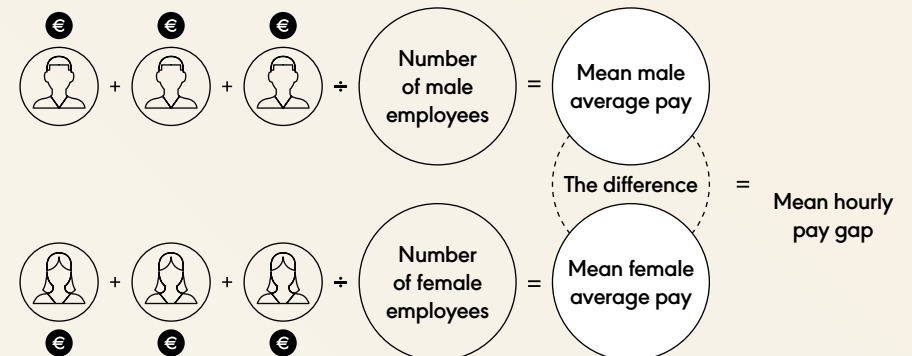 € € €
+ + ÷
Number
of male
employees
=
Mean male
average pay
The difference
=
Mean hourly
pay gap
+ + ÷
Number
of female
employees
=
Mean female
average pay
€ € €